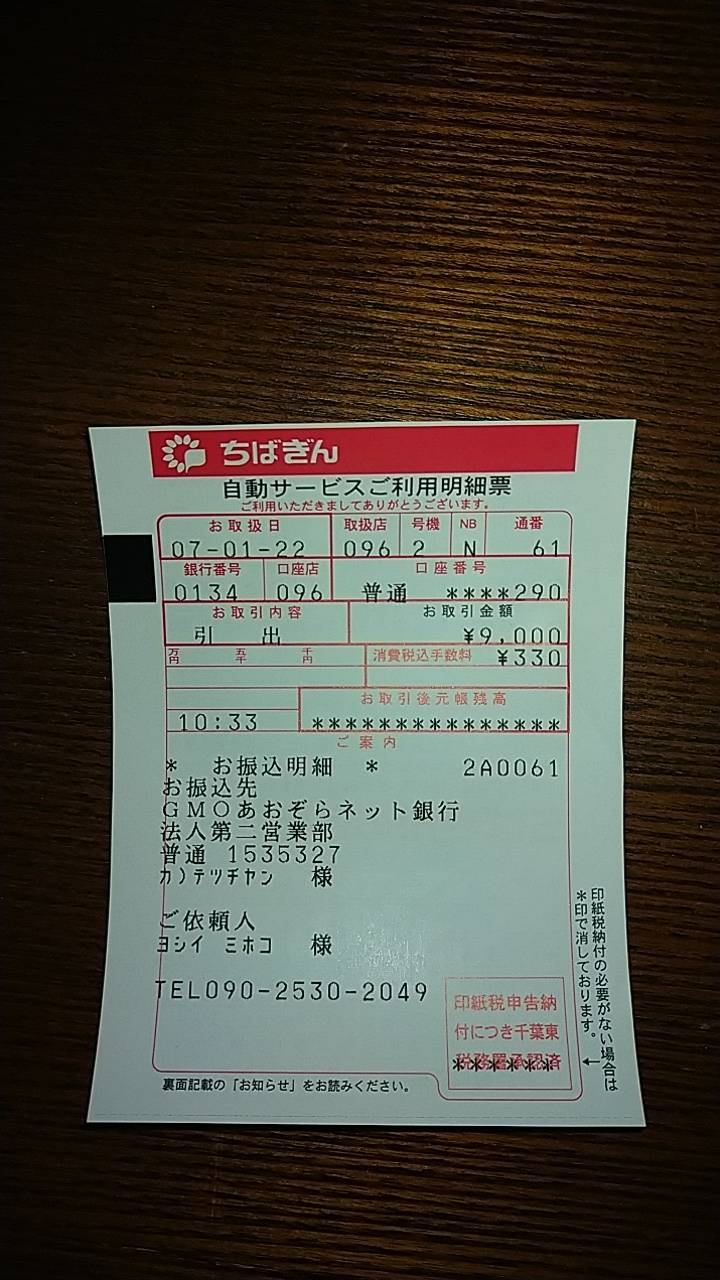 ちばぎん
自動サービスご利用明細票
ご利用いただきましてありがとうございます。
お取扱日 取扱店 号機 NB 通番
07-01-22 096 2 N 61
銀行番号 口座店 口座番号
0134 096 普通 ****290
お取引内容 お取引金額
引 出 ¥9,000
万円 五千 千円 消費税込手数料 ¥330
お取引後元帳残高
10:33 ***************
ご案内
* お振込明細 * 2A0061
お振込先
GMOあおぞらネット銀行
法人第二営業部
普通 1535327
カ)テツチヤン 様
ご依頼人
ヨシイ ミホコ 様
TEL090-2530-2049
印紙税申告納
付につき千葉東
税務署承認済
*******
印紙税納付の必要がない場合は
*印で消しております。
←
裏面記載の「お知らせ」をお読みください。